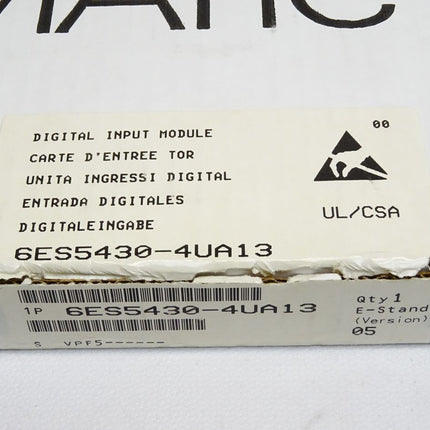 MATIC
DIGITAL INPUT MODULE
00
CARTE D'ENTREE TOR
UNITA INGRESSI DIGITAL
ENTRADA DIGITALES
UL/CSA
DIGITALEINGABE
6ES5430-4UA13
1P 6ES5430-4UA13
Qty 1
E-Stand
(Version)
05
S VPF5------